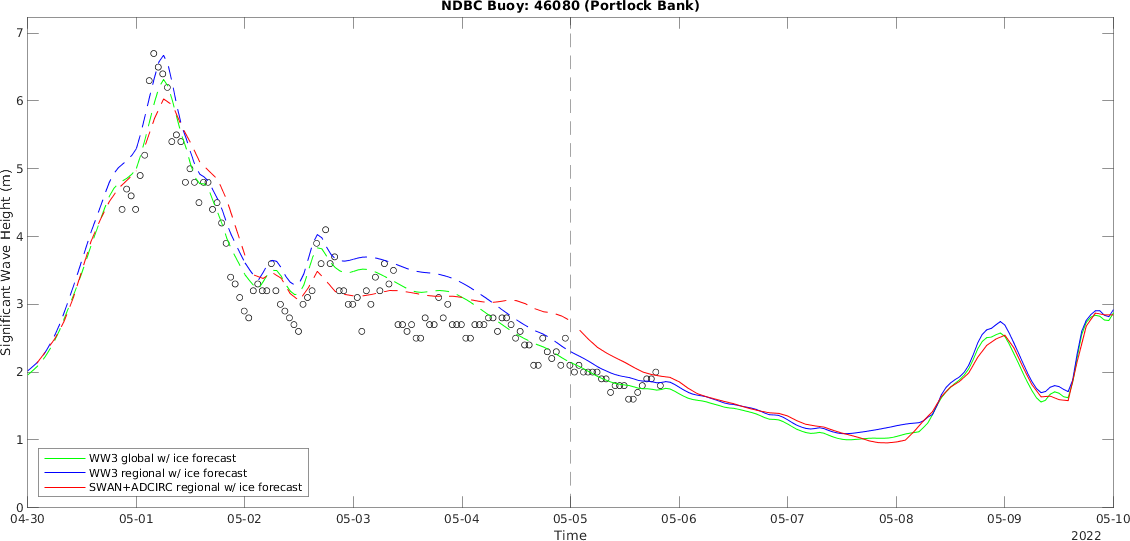 NDBC Buoy: 46080 (Portlock Bank)
7
6
5
4
3
2
1
0
Significant Wave Height (m)
WW3 global w/ ice forecast
WW3 regional w/ ice forecast
SWAN+ADCIRC regional w/ ice forecast
04-30 05-01 05-02 05-03 05-04 05-05 05-06 05-07 05-08 05-09 05-10
Time
2022